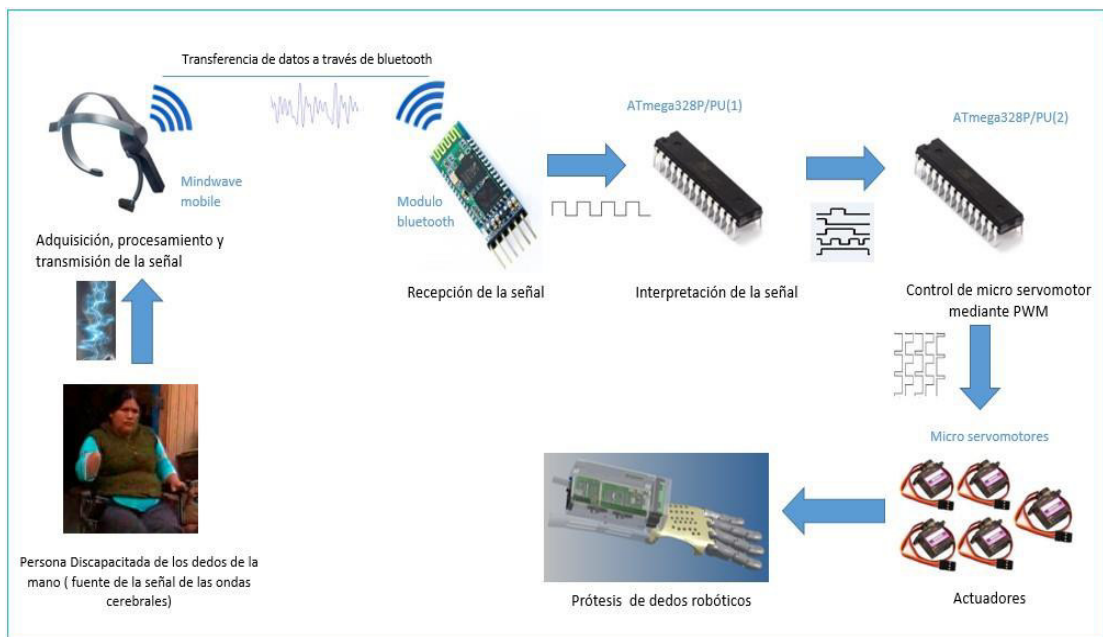 Transferencia de datos a través de bluetooth
Mindwave
mobile
Adquisición, procesamiento y
transmisión de la señal
Modulo
bluetooth
Recepción de la señal
ATmega328P/PU(1)
Interpretación de la señal
ATmega328P/PU(2)
Control de micro servomotor
mediante PWM
Micro servomotores
Actuadores
Prótesis de dedos robóticos
Persona Discapacitada de los dedos de la
mano ( fuente de la señal de las ondas
cerebrales)